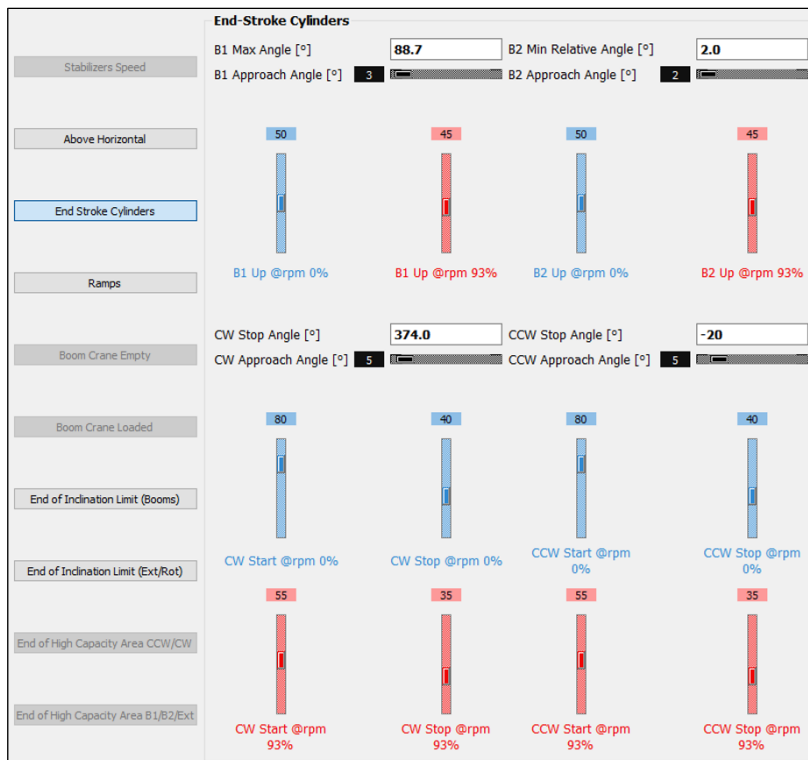 End-Stroke Cylinders
Stabilizers Speed
Above Horizontal
End Stroke Cylinders
Ramps
Boom Crane Empty
Boom Crane Loaded
End of Inclination Limit (Booms)
End of Inclination Limit (Ext/Rot)
End of High Capacity Area CCW/CW
End of High Capacity Area B1/B2/Ext
B1 Max Angle [°] 88.7 B2 Min Relative Angle [°] 2.0
B1 Approach Angle [°] 3 B2 Approach Angle [°] 2
50 45 50 45
B1 Up @rpm 0% B1 Up @rpm 93% B2 Up @rpm 0% B2 Up @rpm 93%
CW Stop Angle [°] 374.0 CCW Stop Angle [°] -20
CW Approach Angle [°] 5 CCW Approach Angle [°] 5
80 40 80 40
CW Start @rpm 0% CW Stop @rpm 0% CCW Start @rpm 0% CCW Stop @rpm 0%
55 35 55 35
CW Start @rpm 93% CW Stop @rpm 93% CCW Start @rpm 93% CCW Stop @rpm 93%